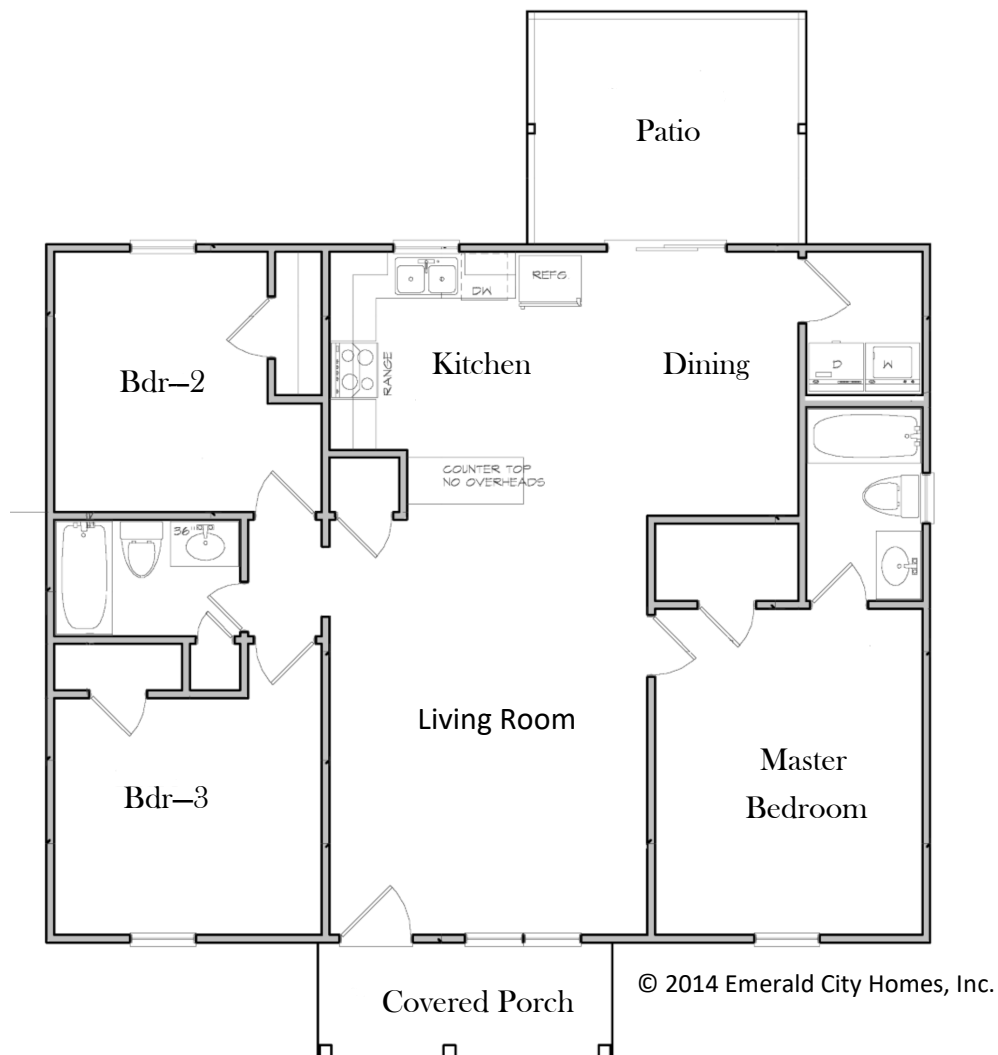 Patio
REFG.
DW
Bdr–2
RANGE
Kitchen
Dining
D
W
COUNTER TOP
NO OVERHEADS
36"
Living Room
Master
Bedroom
Bdr–3
© 2014 Emerald City Homes, Inc.
Covered Porch